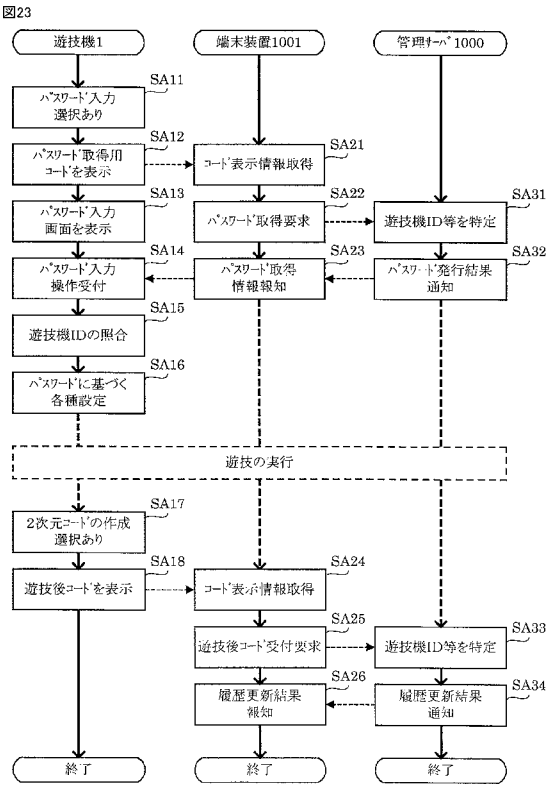 図23
遊技機1
端末装置1001
管理サーバ1000
SA11
パスワード入力
選択あり
SA12
パスワード取得用
コードを表示
SA21
コード表示情報取得
SA13
パスワード入力
画面を表示
SA22
パスワード取得要求
SA31
遊技機ID等を特定
SA14
パスワード入力
操作受付
SA23
パスワード取得
情報報知
SA32
パスワード発行結果
通知
SA15
遊技機IDの照合
SA16
パスワードに基づく
各種設定
遊技の実行
SA17
2次元コードの作成
選択あり
SA18
遊技後コードを表示
SA24
コード表示情報取得
SA25
遊技後コード受付要求
SA33
遊技機ID等を特定
SA26
履歴更新結果
報知
SA34
履歴更新結果
通知
終了
終了
終了